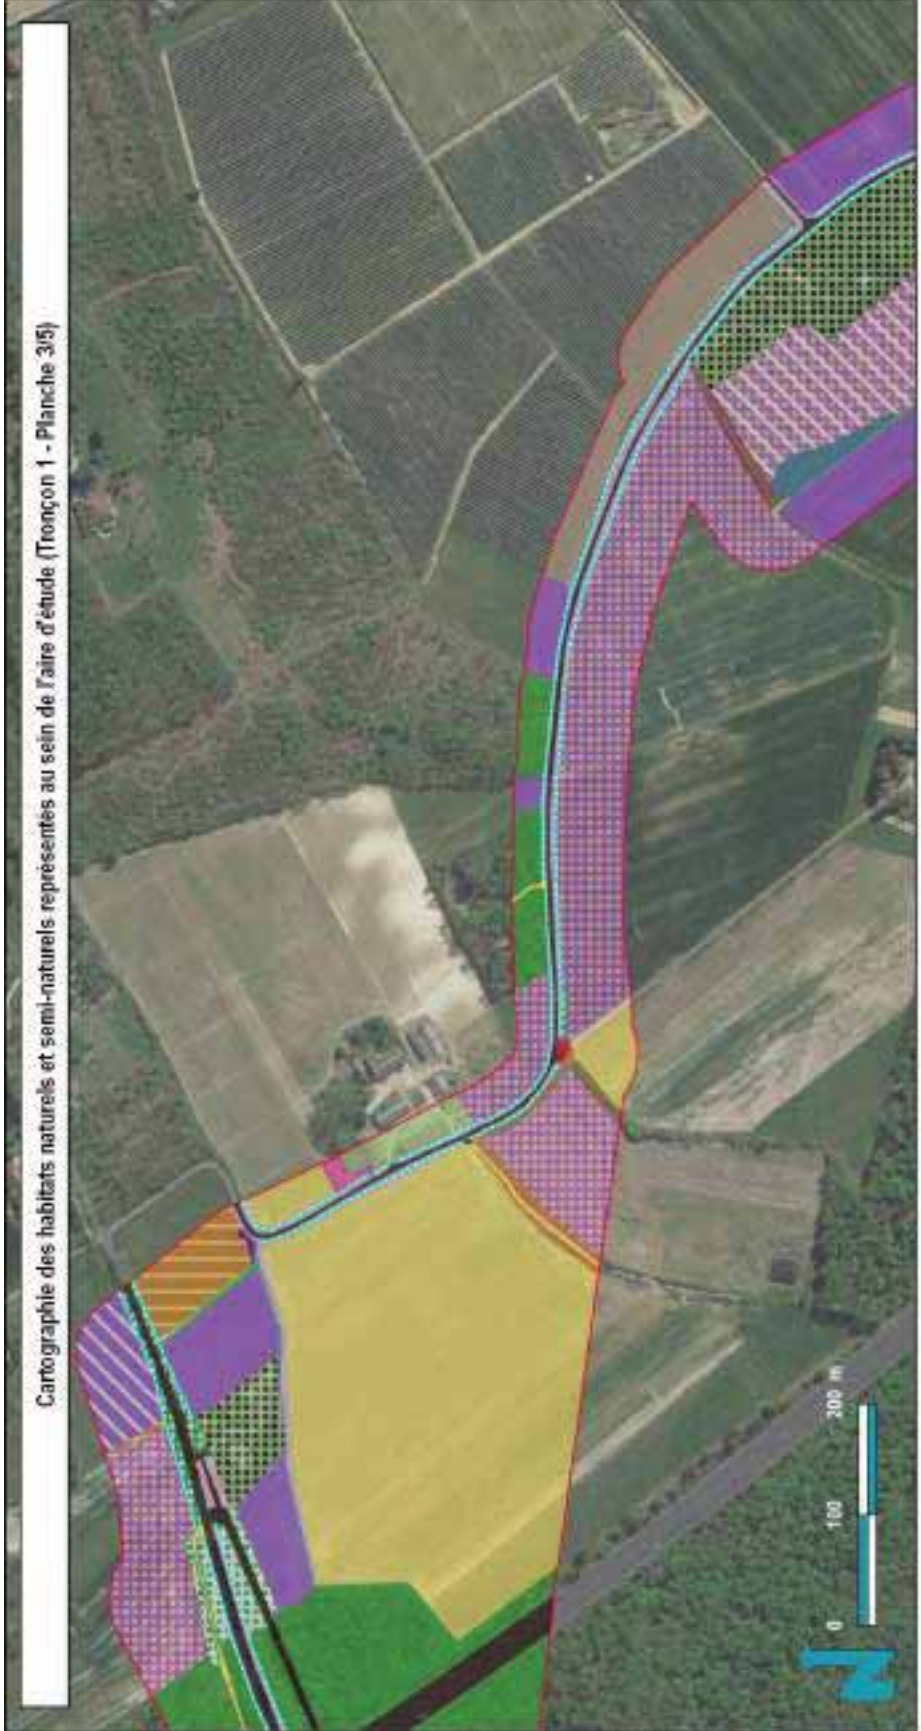 Cartographie des habitats naturels et semi-naturels représentés au sein de l'aire d'étude (Tronçon 1 - Planche 3/5)
0 100 200 m
N